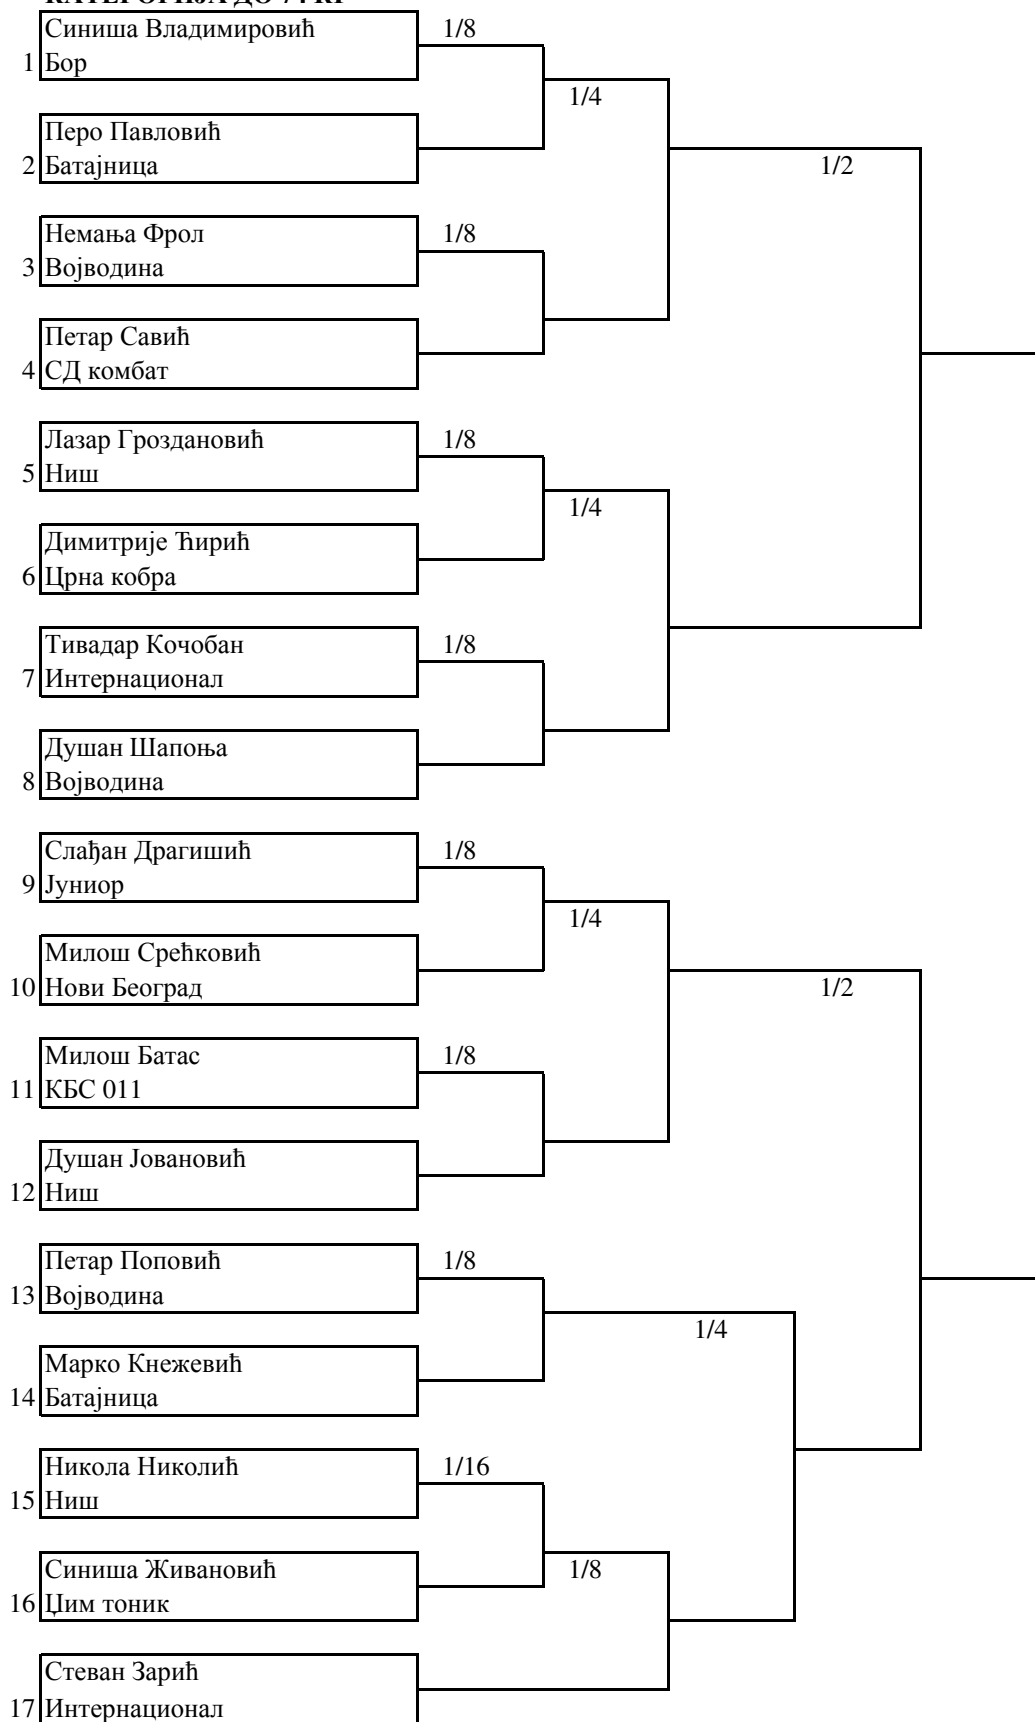 КАТЕГОРИЈА ДО 74 КГ
Синиша Владимировић 1/8
1 Бор
1/4
Перо Павловић
2 Батајница 1/2
Немања Фрол 1/8
3 Војводина
Петар Савић
4 СД комбат
Лазар Гроздановић 1/8
5 Ниш
1/4
Димитрије Ћирић
6 Црна кобра
Тивадар Кочобан 1/8
7 Интернационал
Душан Шапоња
8 Војводина
Слађан Драгишић 1/8
9 Јуниор
1/4
Милош Срећковић
10 Нови Београд 1/2
Милош Батас 1/8
11 КБС 011
Душан Јовановић
12 Ниш
Петар Поповић 1/8
13 Војводина
1/4
Марко Кнежевић
14 Батајница
Никола Николић 1/16
15 Ниш
Синиша Живановић 1/8
16 Џим тоник
Стеван Зарић
17 Интернационал